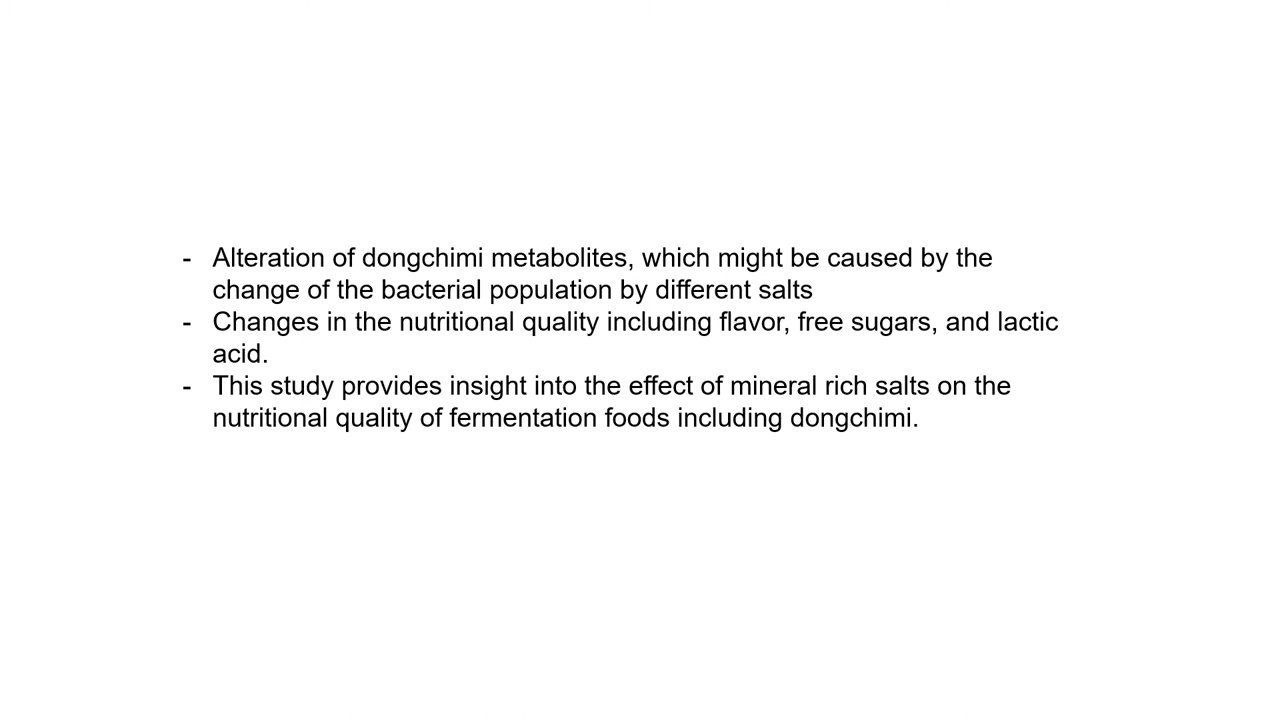 - Alteration of dongchimi metabolites, which might be caused by the
change of the bacterial population by different salts
- Changes in the nutritional quality including flavor, free sugars, and lactic
acid.
- This study provides insight into the effect of mineral rich salts on the
nutritional quality of fermentation foods including dongchimi.